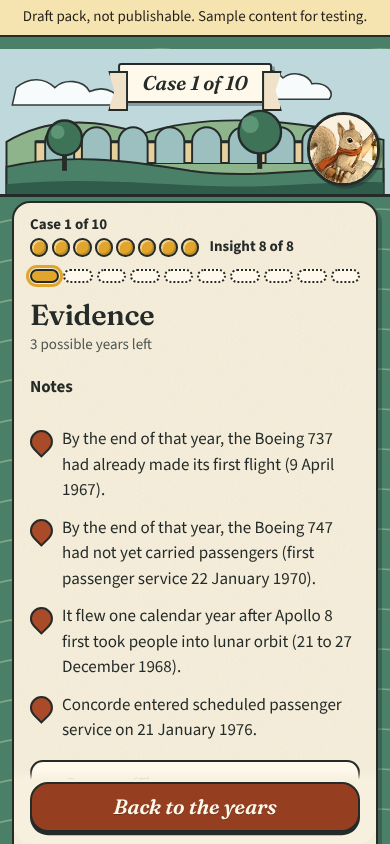 Draft pack, not publishable. Sample content for testing.
Case 1 of 10
Case 1 of 10
Insight 8 of 8
Evidence
3 possible years left
Notes
By the end of that year, the Boeing 737
had already made its first flight (9 April
1967).
By the end of that year, the Boeing 747
had not yet carried passengers (first
passenger service 22 January 1970).
It flew one calendar year after Apollo 8
first took people into lunar orbit (21 to 27
December 1968).
Concorde entered scheduled passenger
service on 21 January 1976.
Back to the years